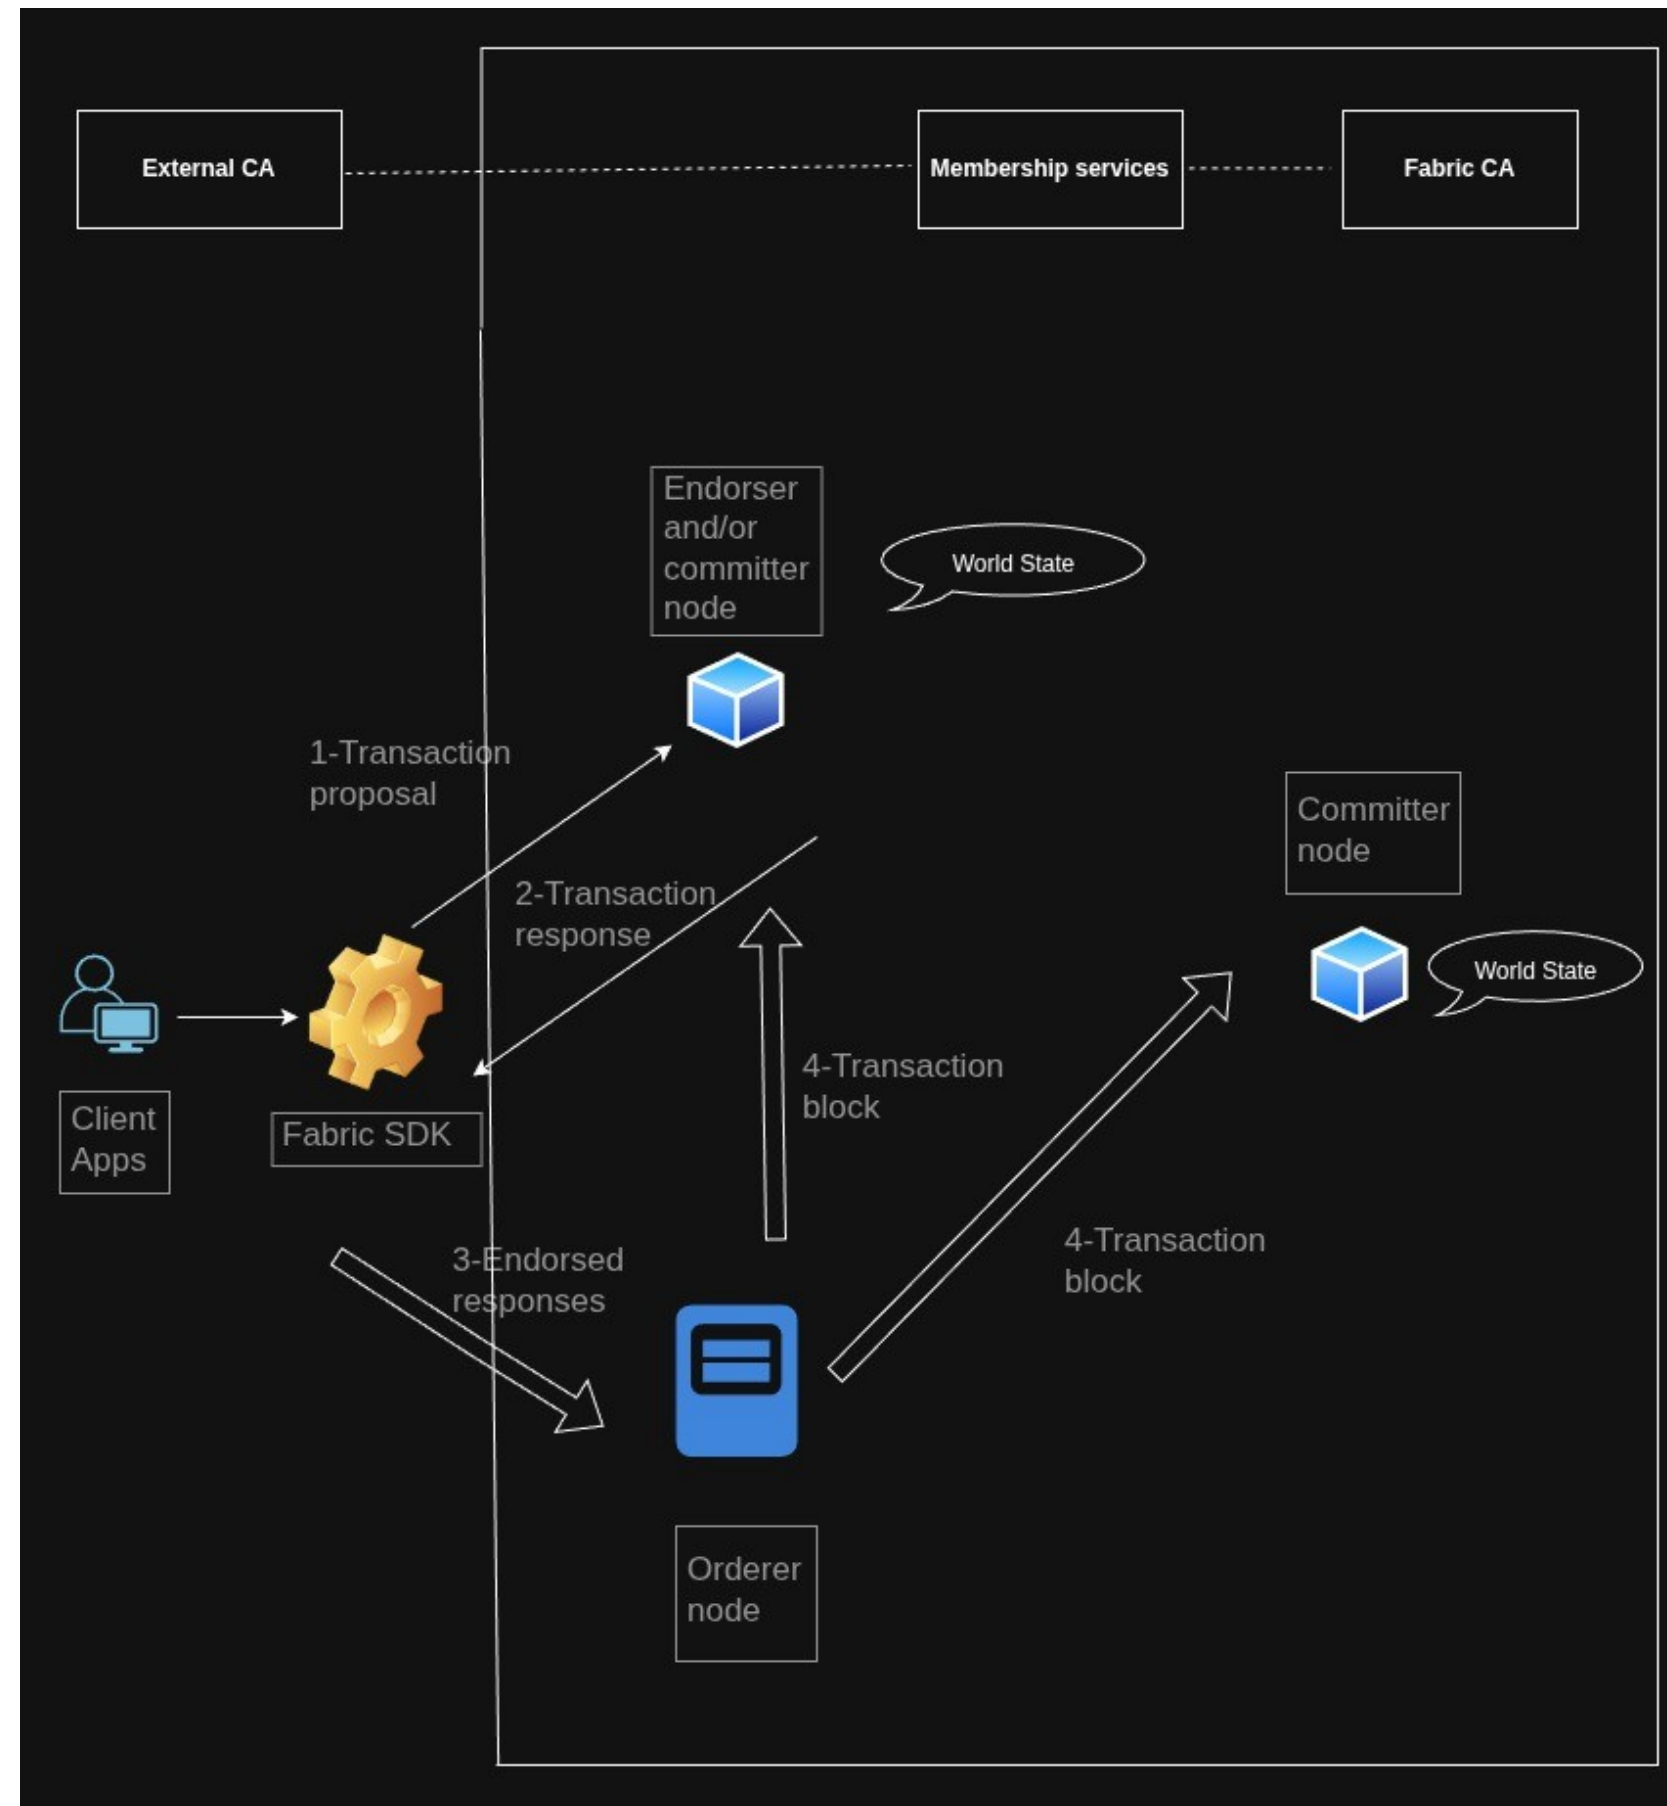 External CA
Membership services
Fabric CA
Endorser
and/or
committer
node
World State
1-Transaction
proposal
Committer
node
2-Transaction
response
World State
4-Transaction
block
Client
Apps
Fabric SDK
4-Transaction
block
3-Endorsed
responses
Orderer
node